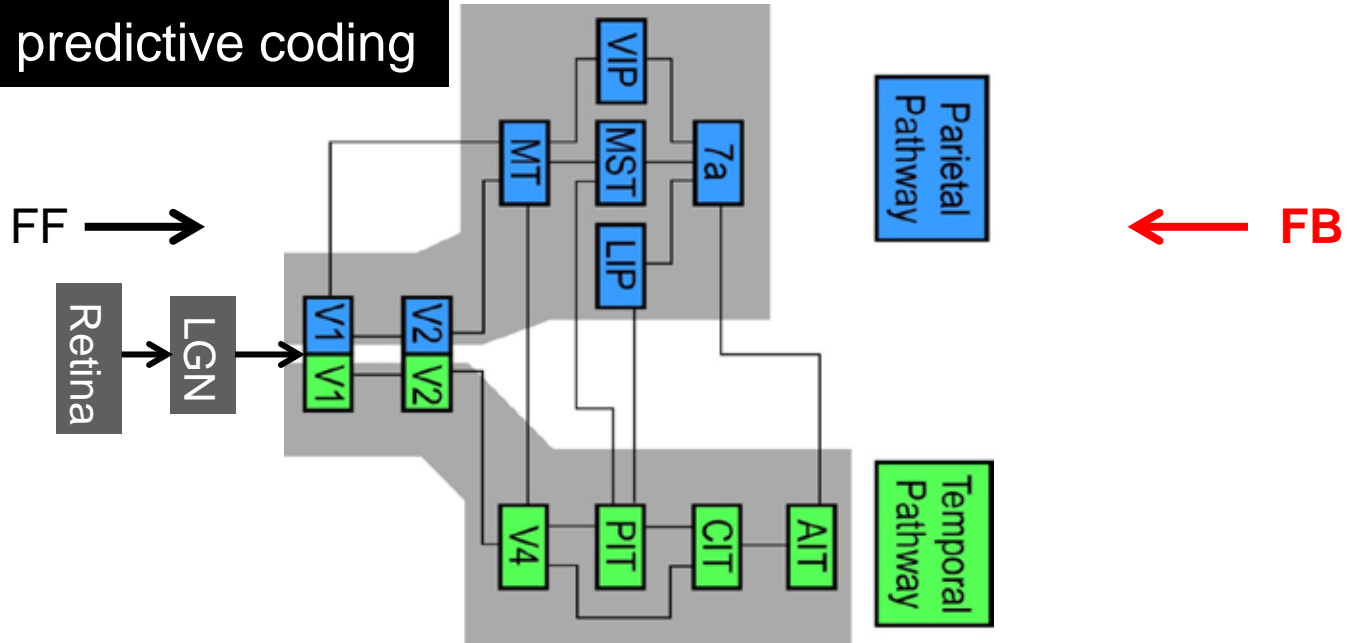 predictive coding
VIP
MT
MST
7a
Parietal
Pathway
FF
FB
LIP
Retina
LGN
V1
V2
V1
V2
V4
PIT
CIT
AIT
Temporal
Pathway